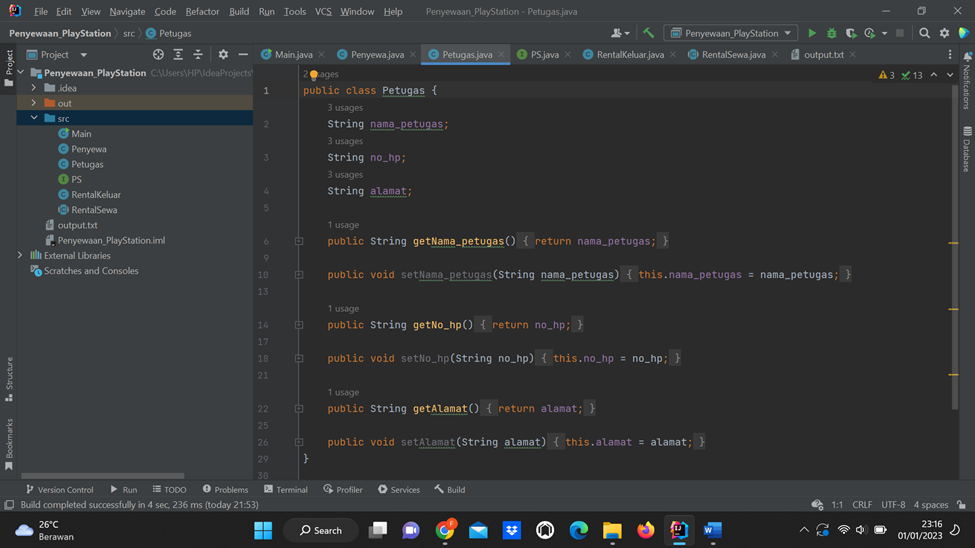 File Edit View Navigate Code Refactor Build Run Tools VCS Window Help Penyewaan_PlayStation - Petugas.java
Penyewaan_PlayStation src Petugas Penyewaan_PlayStation
Project
Main.java Penyewa.java Petugas.java PS.java RentalKeluar.java RentalSewa.java output.txt
Project
Structure
Bookmarks
Notifications
Database
Penyewaan_PlayStation C:\Users\HP\IdeaProjects
.idea
out
src
Main
Penyewa
Petugas
PS
RentalKeluar
RentalSewa
output.txt
Penyewaan_PlayStation.iml
External Libraries
Scratches and Consoles
3 13
1 public class Petugas {
3 usages
2 String nama_petugas;
3 usages
3 String no_hp;
3 usages
4 String alamat;
5
1 usage
6 public String getNama_petugas() { return nama_petugas; }
9
10 public void setNama_petugas(String nama_petugas) { this.nama_petugas = nama_petugas; }
13
1 usage
14 public String getNo_hp() { return no_hp; }
17
18 public void setNo_hp(String no_hp) { this.no_hp = no_hp; }
21
1 usage
22 public String getAlamat() { return alamat; }
25
26 public void setAlamat(String alamat) { this.alamat = alamat; }
29 }
30
Version Control Run TODO Problems Terminal Profiler Services Build
Build completed successfully in 4 sec, 236 ms (today 21:53) 1:1 CRLF UTF-8 4 spaces
26°C
Berawan
Search
23:16
01/01/2023